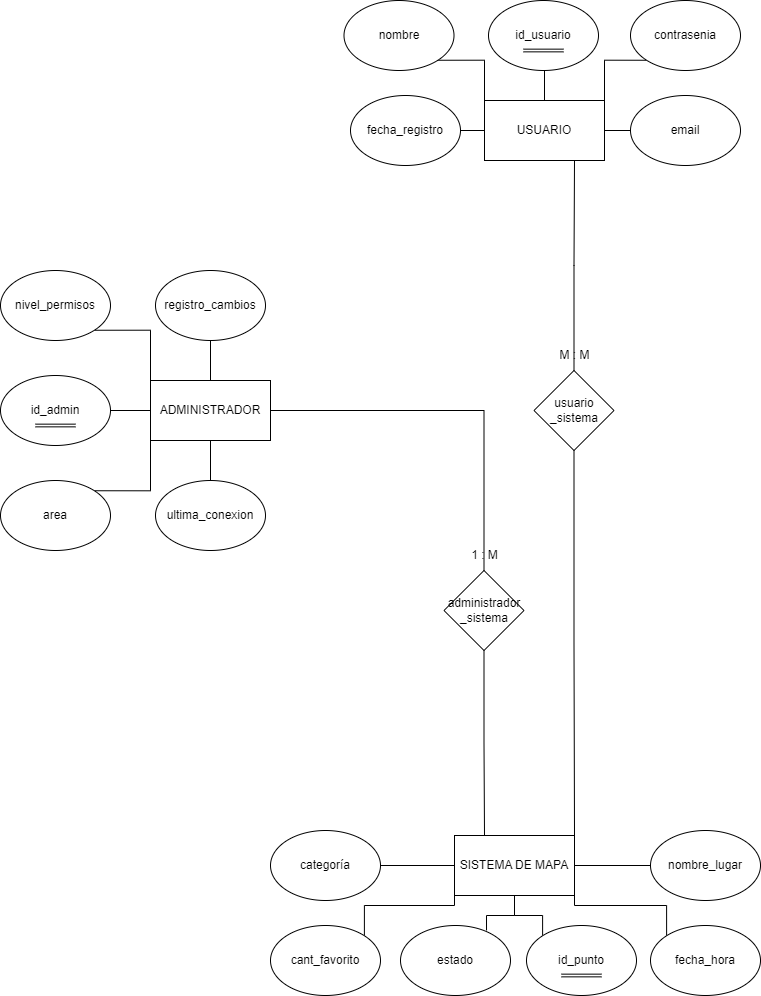 nombre
id_usuario
contrasenia
fecha_registro
USUARIO
email
nivel_permisos
registro_cambios
M : M
id_admin
ADMINISTRADOR
usuario
_sistema
area
ultima_conexion
1 : M
administrador
_sistema
categoría
SISTEMA DE MAPA
nombre_lugar
cant_favorito
estado
id_punto
fecha_hora